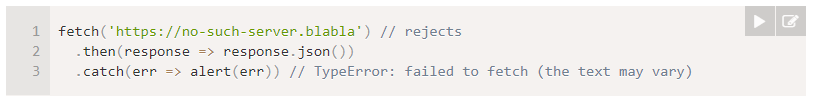 1 fetch('https://no-such-server.blabla') // rejects
2   .then(response => response.json())
3   .catch(err => alert(err)) // TypeError: failed to fetch (the text may vary)